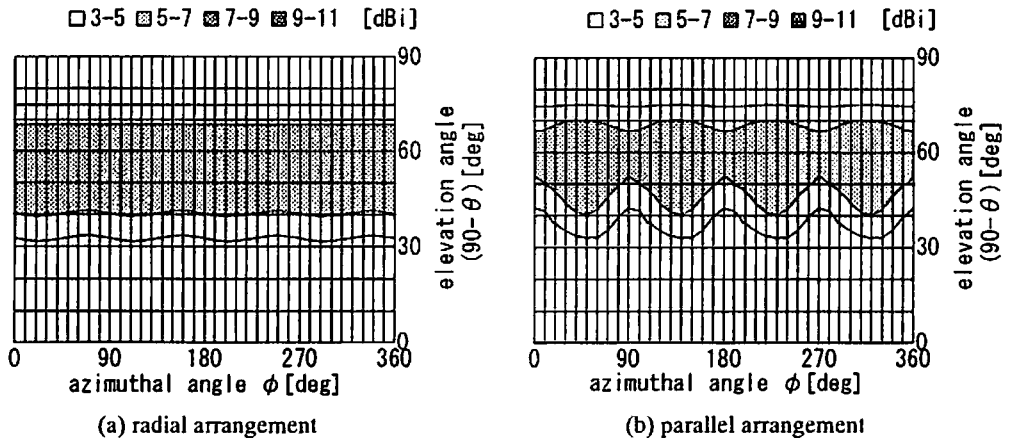 □ 3-5 ▩ 5-7 ▩ 7-9 ▩ 9-11 [dBi]
90
60
30
0
elevation angle
(90-θ) [deg]
0 90 180 270 360
azimuthal angle φ [deg]
(a) radial arrangement
□ 3-5 □ 5-7 ▩ 7-9 ▩ 9-11 [dBi]
90
60
30
0
elevation angle
(90-θ) [deg]
0 90 180 270 360
azimuthal angle φ [deg]
(b) parallel arrangement